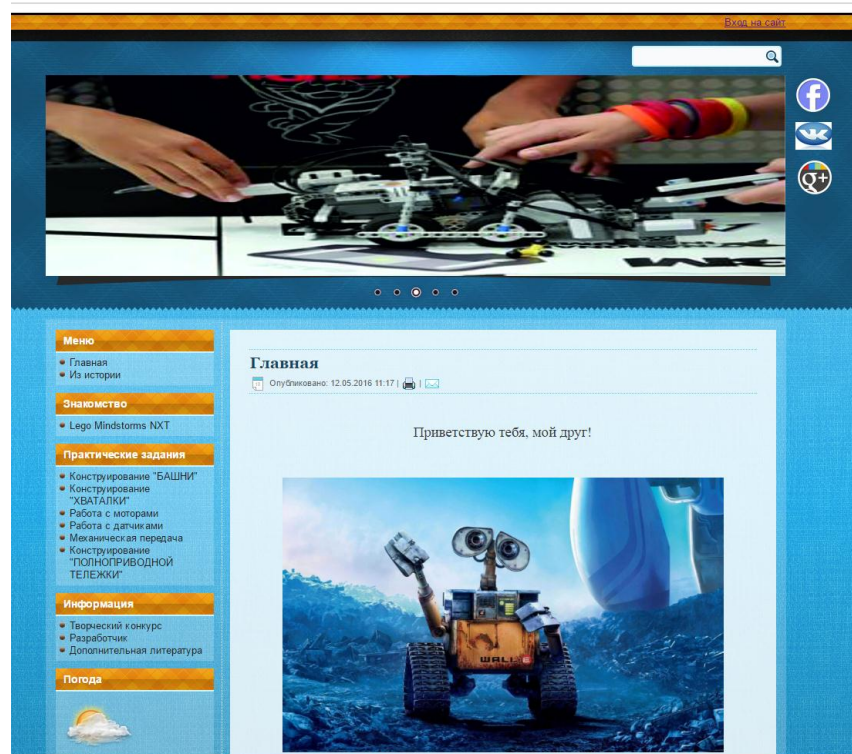 Вход на сайт
Меню
Главная
Из истории
Знакомство
Lego Mindstorms NXT
Практические задания
Конструирование "БАШНИ"
Конструирование
"ХВАТАЛКИ"
Работа с моторами
Работа с датчиками
Механическая передача
Конструирование
"ПОЛНОПРИВОДНОЙ
ТЕЛЕЖКИ"
Информация
Творческий конкурс
Разработчик
Дополнительная литература
Погода
Главная
Опубликовано: 12.05.2016 11:17 | |
Приветствую тебя, мой друг!
WALL·E